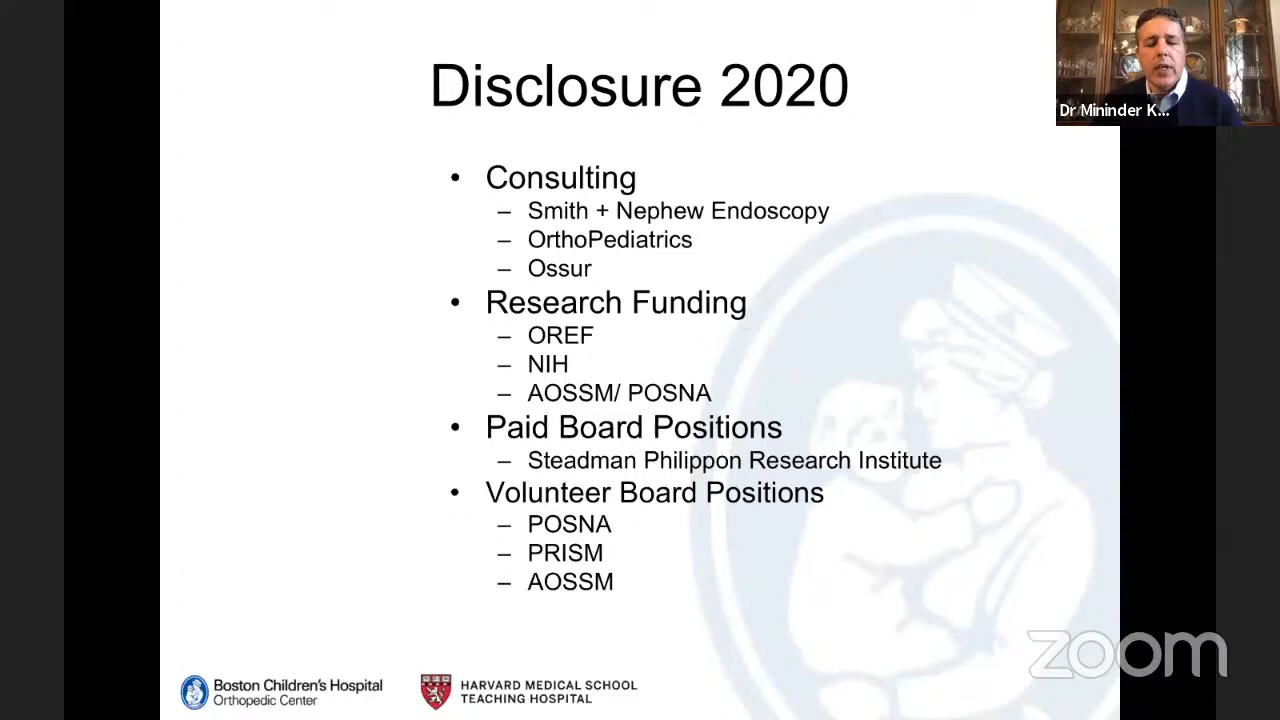 Disclosure 2020
Dr Mininder K...
• Consulting
– Smith + Nephew Endoscopy
– OrthoPediatrics
– Ossur
• Research Funding
– OREF
– NIH
– AOSSM/ POSNA
• Paid Board Positions
– Steadman Philippon Research Institute
• Volunteer Board Positions
– POSNA
– PRISM
– AOSSM
zoom
Boston Children's Hospital
Orthopedic Center
HARVARD MEDICAL SCHOOL
TEACHING HOSPITAL